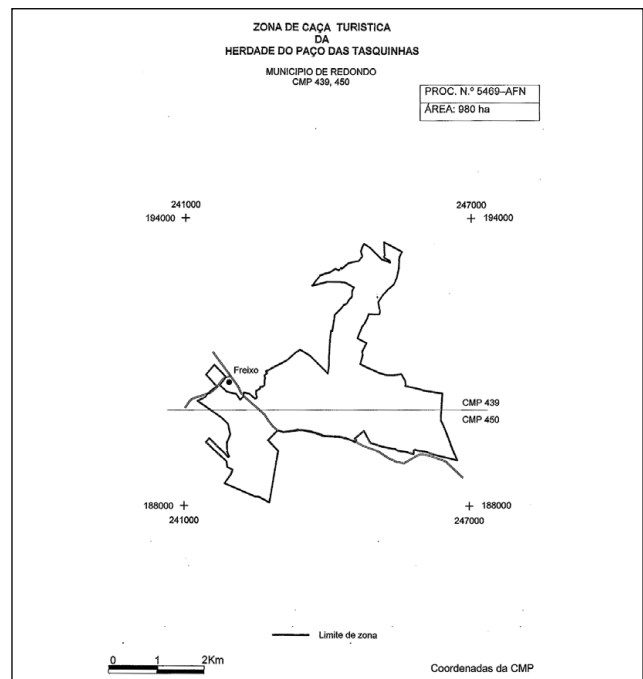 ZONA DE CAÇA TURISTICA
DA
HERDADE DO PAÇO DAS TASQUINHAS
MUNICIPIO DE REDONDO
CMP 439, 450
PROC. N.º 5469–AFN
ÁREA: 980 ha
241000
194000
247000
194000
Freixo
CMP 439
CMP 450
188000
241000
188000
247000
Limite de zona
0 1 2Km
Coordenadas da CMP